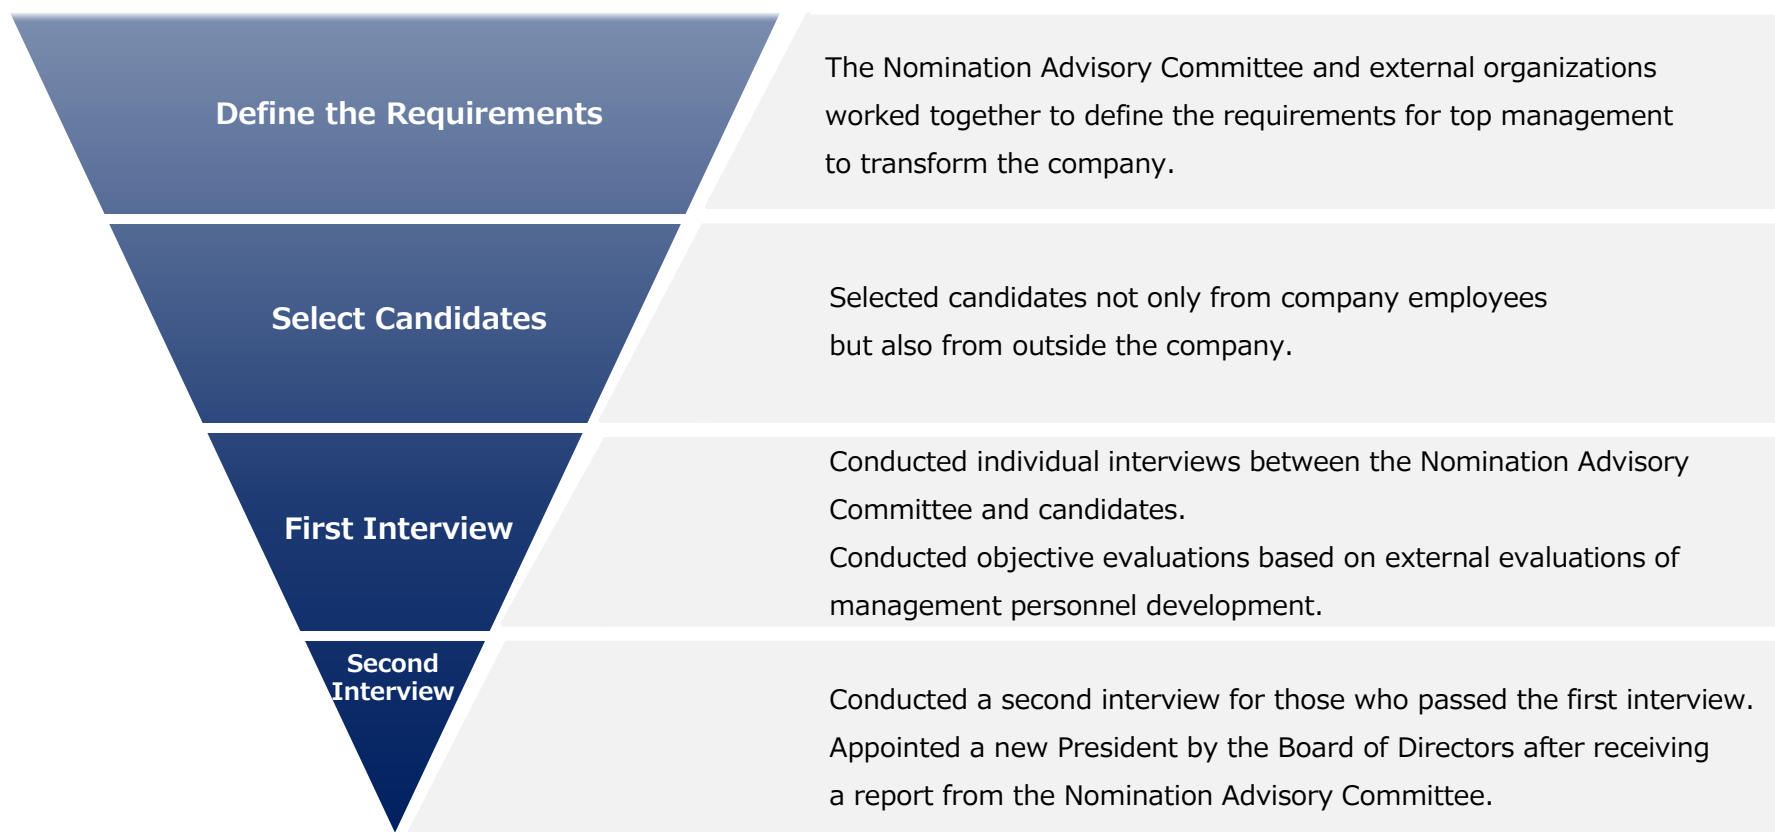 Define the Requirements
The Nomination Advisory Committee and external organizations
worked together to define the requirements for top management
to transform the company.
Select Candidates
Selected candidates not only from company employees
but also from outside the company.
First Interview
Conducted individual interviews between the Nomination Advisory
Committee and candidates.
Conducted objective evaluations based on external evaluations of
management personnel development.
Second
Interview
Conducted a second interview for those who passed the first interview.
Appointed a new President by the Board of Directors after receiving
a report from the Nomination Advisory Committee.